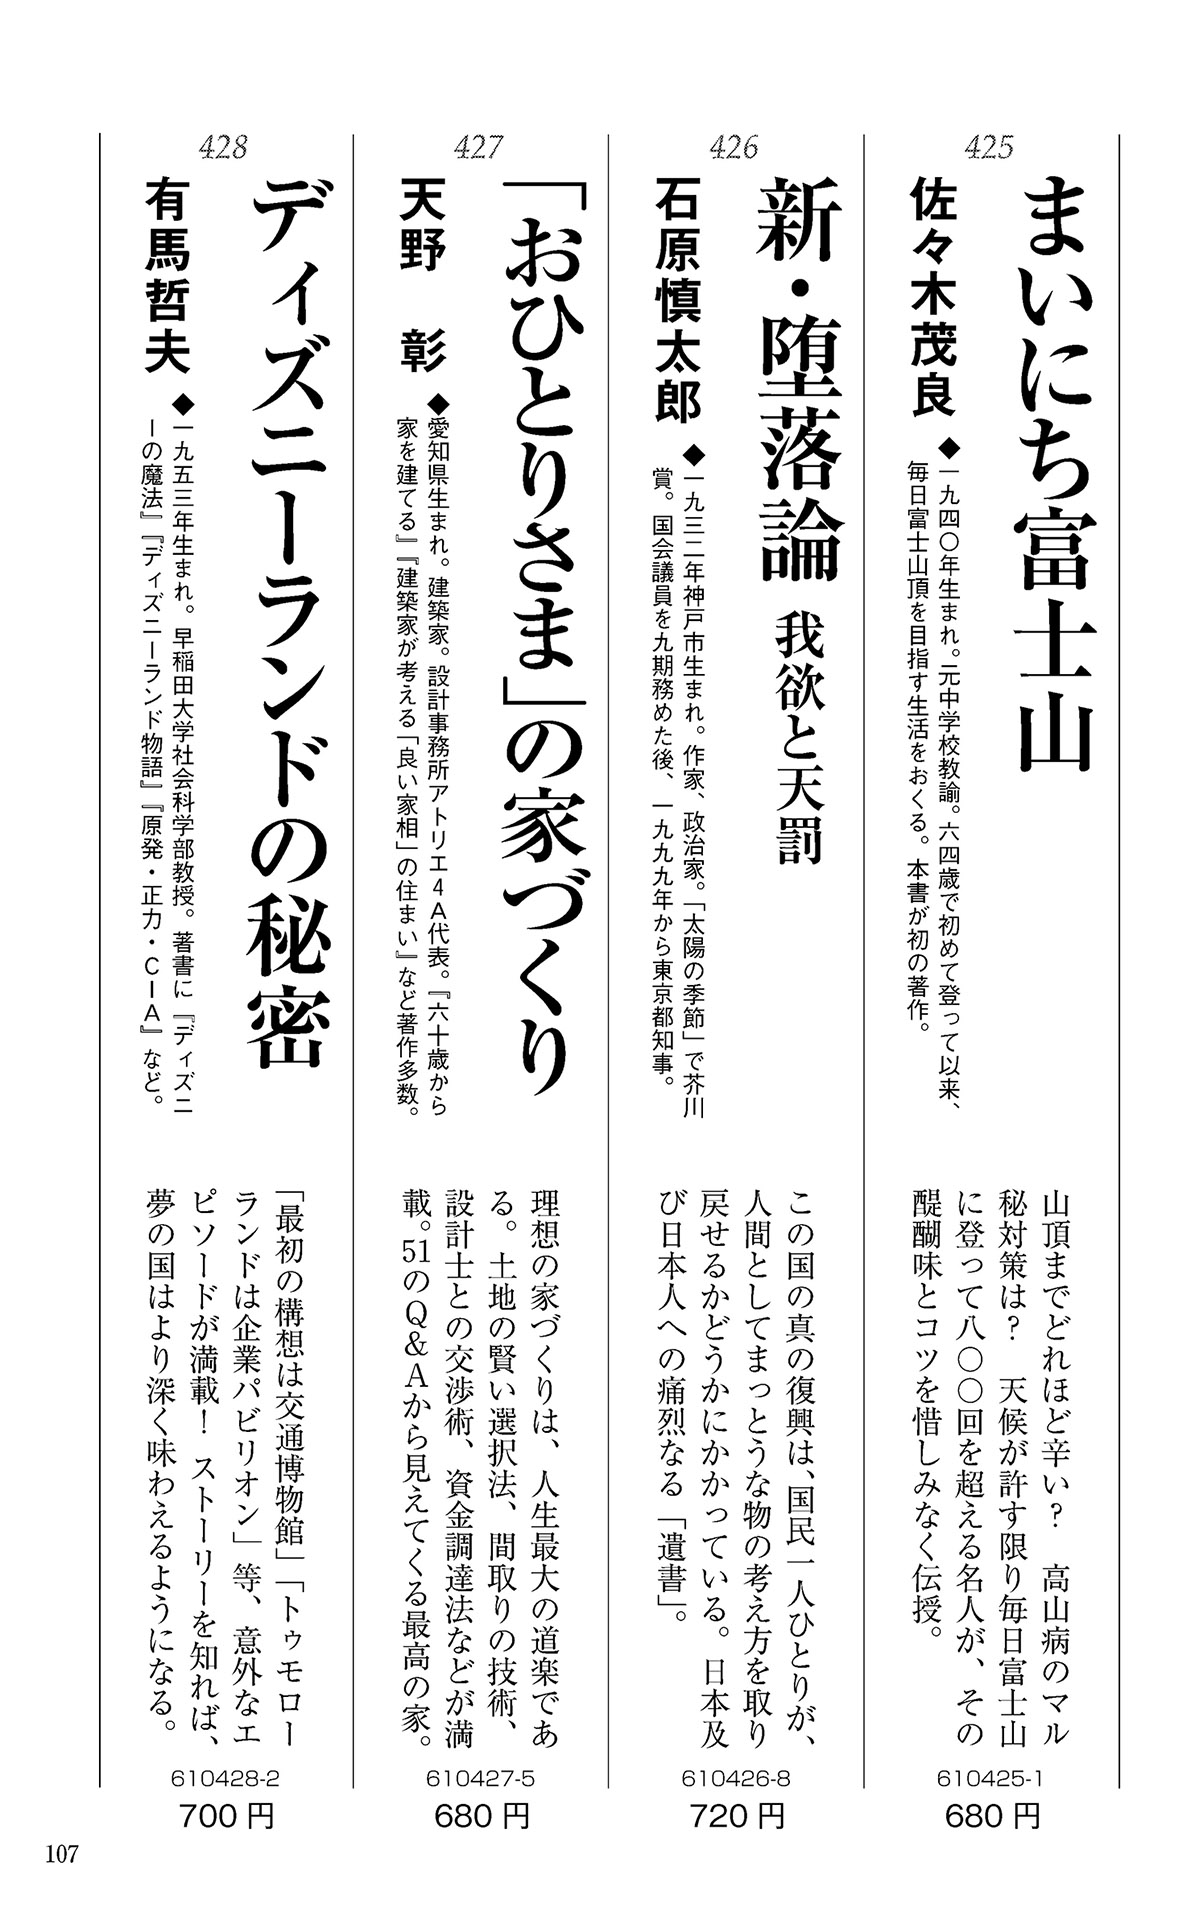 425
まいにち富士山
佐々木茂良
◆一九四〇年生まれ。元中学校教諭。六四歳で初めて登って以来、
毎日富士山頂を目指す生活をおくる。本書が初の著作。
山頂までどれほど辛い?　高山病のマル
秘対策は?　天候が許す限り毎日富士山
に登って八〇〇回を超える名人が、その
醍醐味とコツを惜しみなく伝授。
610425-1
680円
426
新・堕落論 我欲と天罰
石原慎太郎
◆一九三二年神戸市生まれ。作家、政治家。「太陽の季節」で芥川
賞。国会議員を九期務めた後、一九九九年から東京都知事。
この国の真の復興は、国民一人ひとりが、
人間としてまっとうな物の考え方を取り
戻せるかどうかにかかっている。日本及
び日本人への痛烈なる「遺書」。
610426-8
720円
427
「おひとりさま」の家づくり
天野　彰
◆愛知県生まれ。建築家。設計事務所アトリエ4A代表。『六十歳から
家を建てる』『建築家が考える「良い家相」の住まい』など著作多数。
理想の家づくりは、人生最大の道楽であ
る。土地の賢い選択法、間取りの技術、
設計士との交渉術、資金調達法などが満
載。51のQ&Aから見えてくる最高の家。
610427-5
680円
428
ディズニーランドの秘密
有馬哲夫
◆一九五三年生まれ。早稲田大学社会科学部教授。著書に『ディズニ
ーの魔法』『ディズニーランド物語』『原発・正力・CIA』など。
「最初の構想は交通博物館」「トゥモロー
ランドは企業パビリオン」等、意外なエ
ピソードが満載!　ストーリーを知れば、
夢の国はより深く味わえるようになる。
610428-2
700円
107